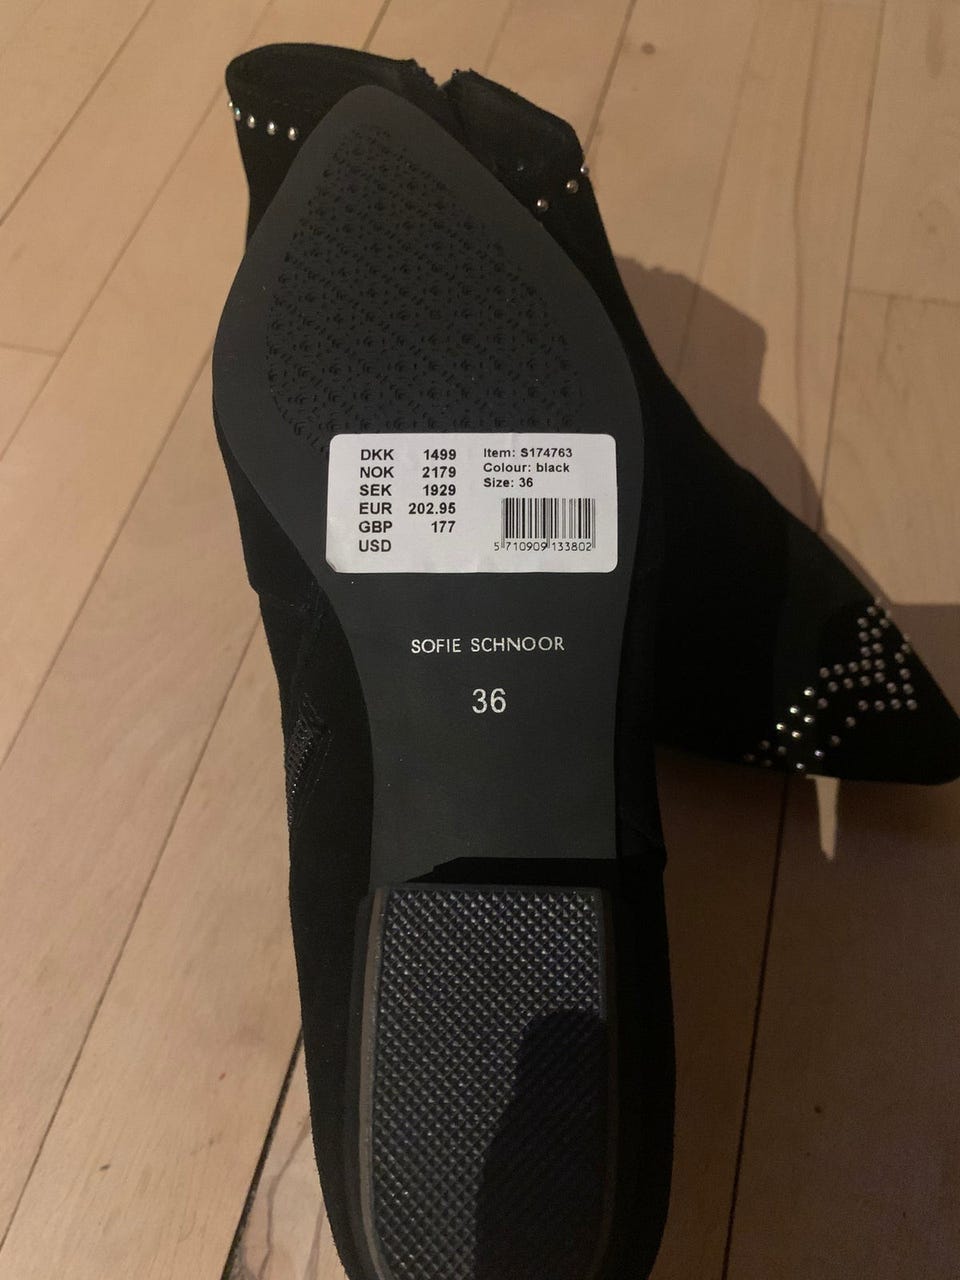 DKK 1499
NOK 2179
SEK 1929
EUR 202.95
GBP 177
USD
Item: S174763
Colour: black
Size: 36
5 710909 133802
SOFIE SCHNOOR
36